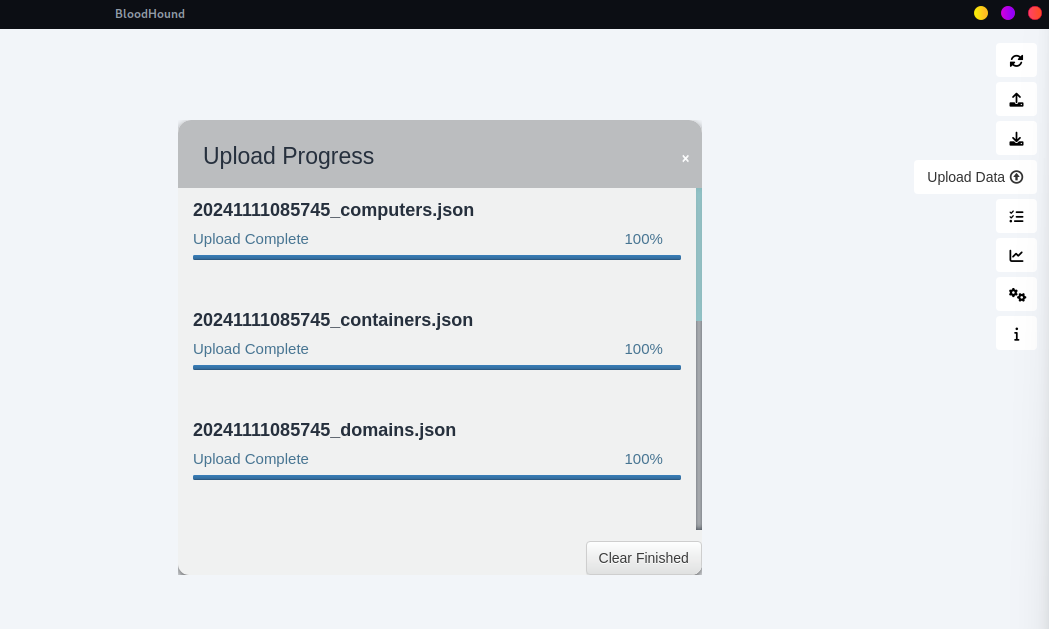 BloodHound
Upload Progress
×
20241111085745_computers.json
Upload Complete 100%
20241111085745_containers.json
Upload Complete 100%
20241111085745_domains.json
Upload Complete 100%
Clear Finished
Upload Data